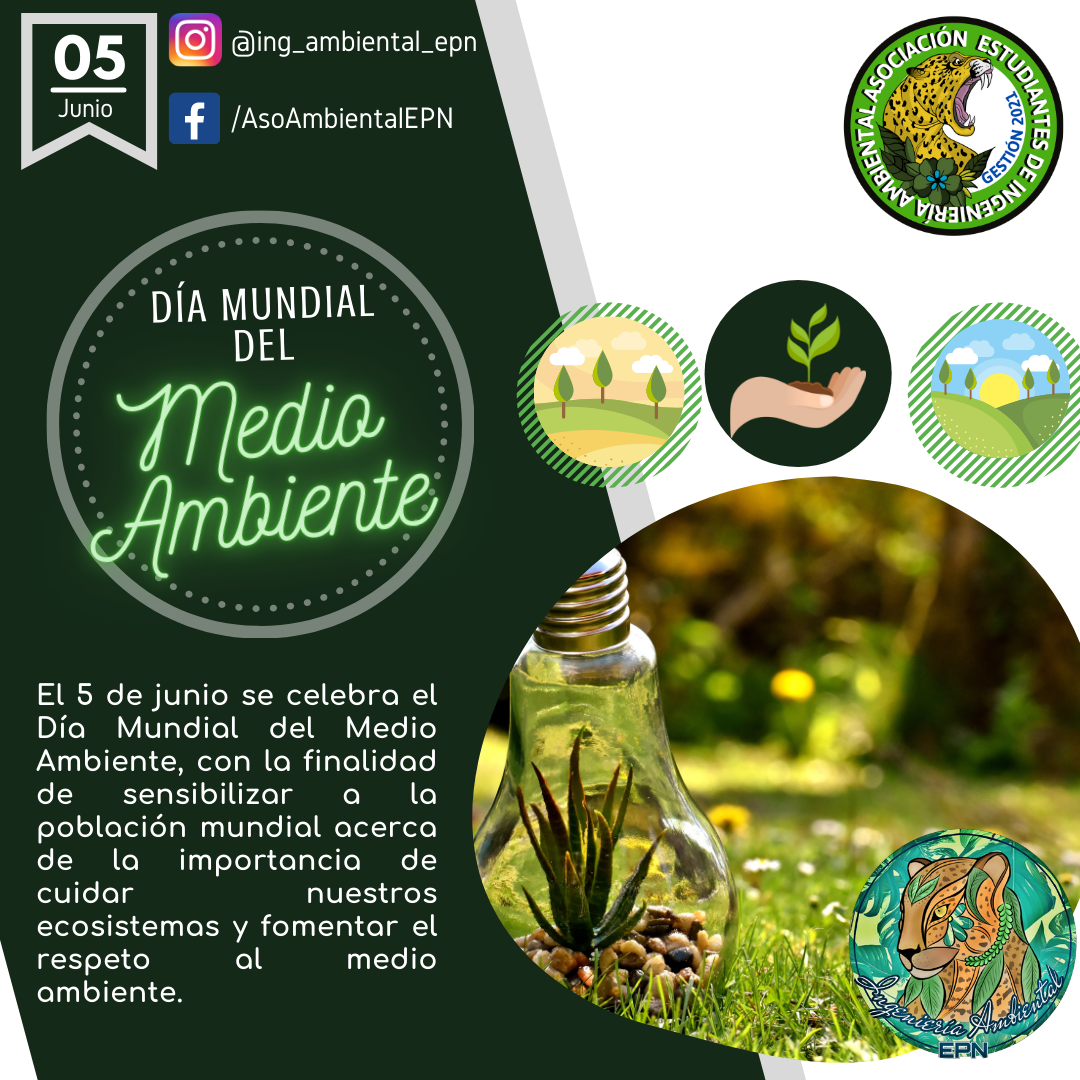 05
Junio
@ing_ambiental_epn
/AsoAmbientalEPN
ASOCIACIÓN ESTUDIANTES DE INGENIERÍA AMBIENTAL
GESTIÓN 2021
DÍA MUNDIAL
DEL
Medio
Ambiente
El 5 de junio se celebra el
Día Mundial del Medio
Ambiente, con la finalidad
de sensibilizar a la
población mundial acerca
de la importancia de
cuidar nuestros
ecosistemas y fomentar el
respeto al medio
ambiente.
Ingeniería Ambiental
EPN